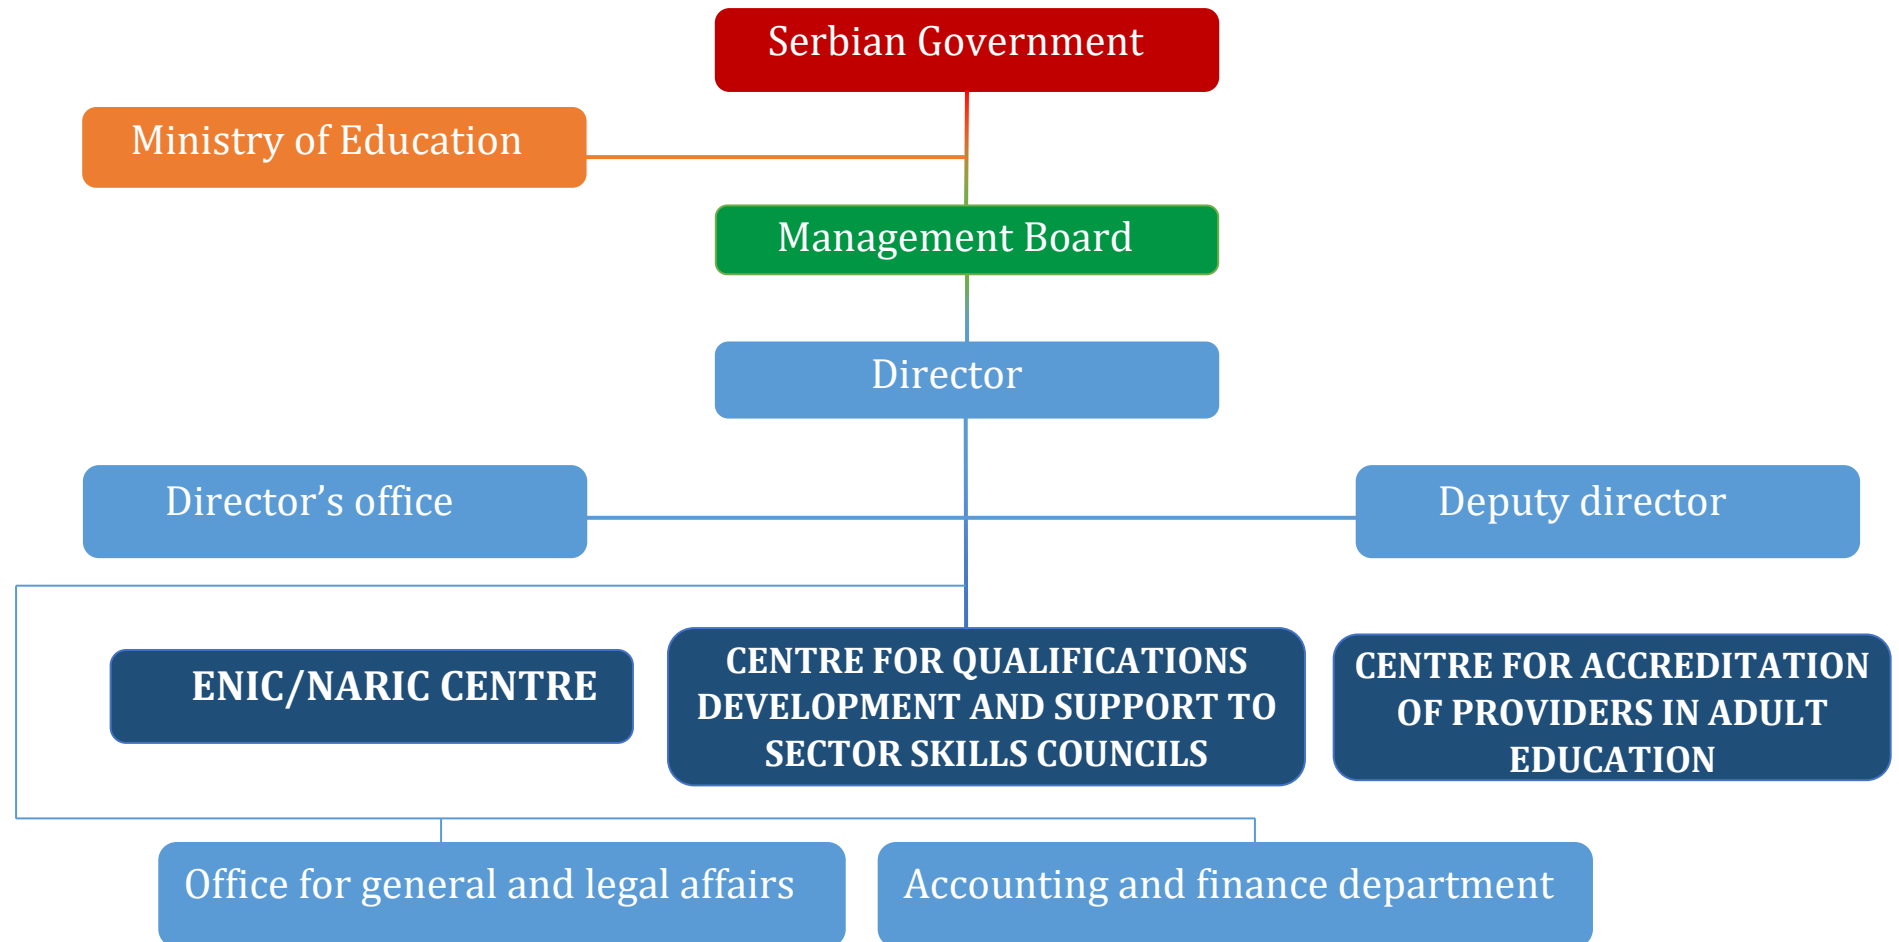 Serbian Government
Ministry of Education
Management Board
Director
Director’s office
Deputy director
ENIC/NARIC CENTRE
CENTRE FOR QUALIFICATIONS
DEVELOPMENT AND SUPPORT TO
SECTOR SKILLS COUNCILS
CENTRE FOR ACCREDITATION
OF PROVIDERS IN ADULT
EDUCATION
Office for general and legal affairs
Accounting and finance department